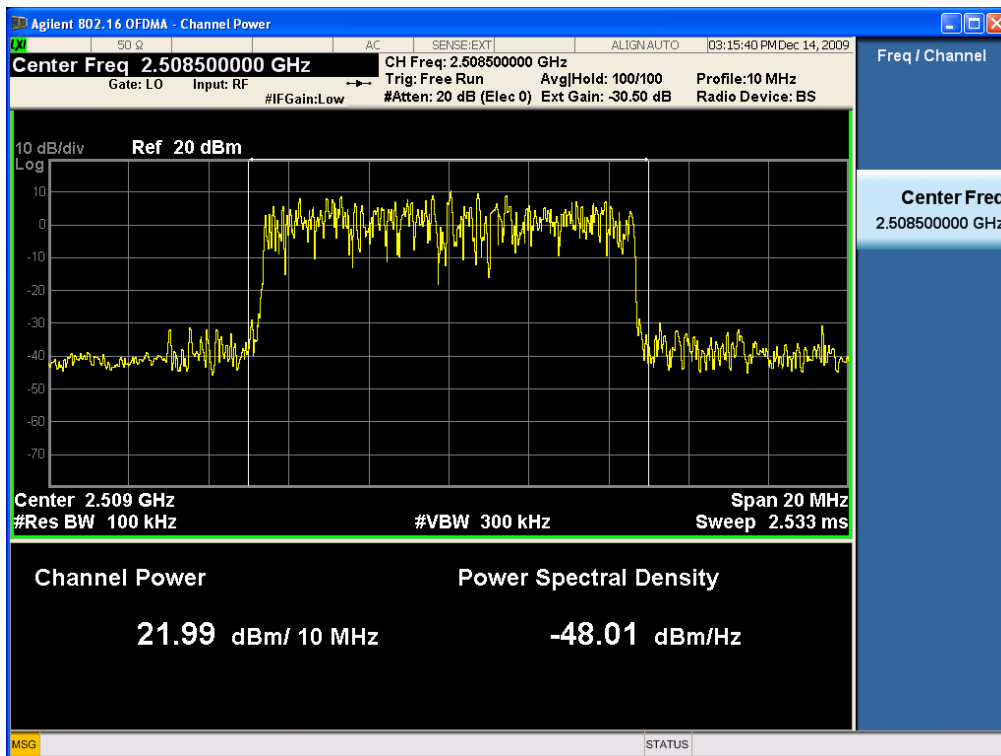 Agilent 802.16 OFDMA - Channel Power
LXI 50 Ω AC SENSE:EXT ALIGN AUTO 03:15:40 PM Dec 14, 2009
Center Freq 2.508500000 GHz
Gate: LO Input: RF
#IFGain:Low
CH Freq: 2.508500000 GHz
Trig: Free Run Avg|Hold: 100/100 Profile:10 MHz
#Atten: 20 dB (Elec 0) Ext Gain: -30.50 dB Radio Device: BS
Freq / Channel
Center Freq
2.508500000 GHz
10 dB/div Ref 20 dBm
Log
10
0
-10
-20
-30
-40
-50
-60
-70
Center 2.509 GHz Span 20 MHz
#Res BW 100 kHz #VBW 300 kHz Sweep 2.533 ms
Channel Power Power Spectral Density
21.99 dBm/ 10 MHz -48.01 dBm/Hz
MSG STATUS